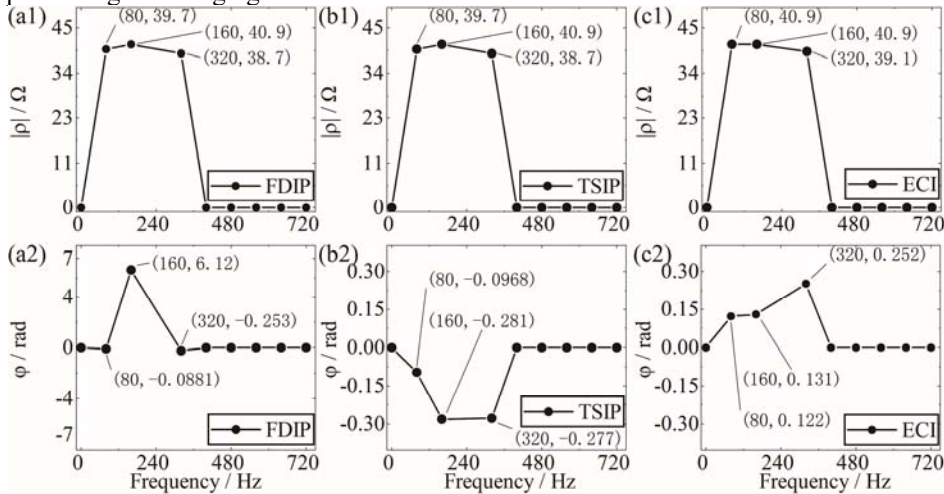 (a1)
(80, 39.7)
(160, 40.9)
(320, 38.7)
45
34
23
11
0
|ρ| / Ω
FDIP
0 240 480 720
(b1)
(80, 39.7)
(160, 40.9)
(320, 38.7)
45
34
23
11
0
|ρ| / Ω
TSIP
0 240 480 720
(c1)
(80, 40.9)
(160, 40.9)
(320, 39.1)
45
34
23
11
0
|ρ| / Ω
ECI
0 240 480 720
(a2)
7
4
0
-4
-7
φ / rad
(160, 6.12)
(320, −0.253)
(80, −0.0881)
FDIP
0 240 480 720
Frequency / Hz
(b2)
0.30
0.15
0.00
-0.15
-0.30
φ / rad
(80, −0.0968)
(160, −0.281)
(320, −0.277)
TSIP
0 240 480 720
Frequency / Hz
(c2)
0.30
0.15
0.00
-0.15
-0.30
φ / rad
(320, 0.252)
(160, 0.131)
(80, 0.122)
ECI
0 240 480 720
Frequency / Hz